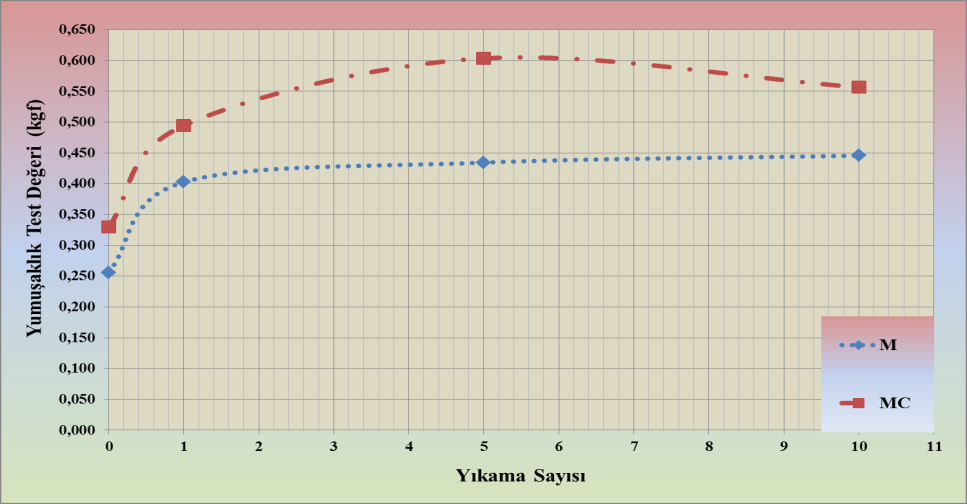 Yumuşaklık Test Değeri (kgf)
0,650
0,600
0,550
0,500
0,450
0,400
0,350
0,300
0,250
0,200
0,150
0,100
0,050
0,000
0 1 2 3 4 5 6 7 8 9 10 11
Yıkama Sayısı
M
MC